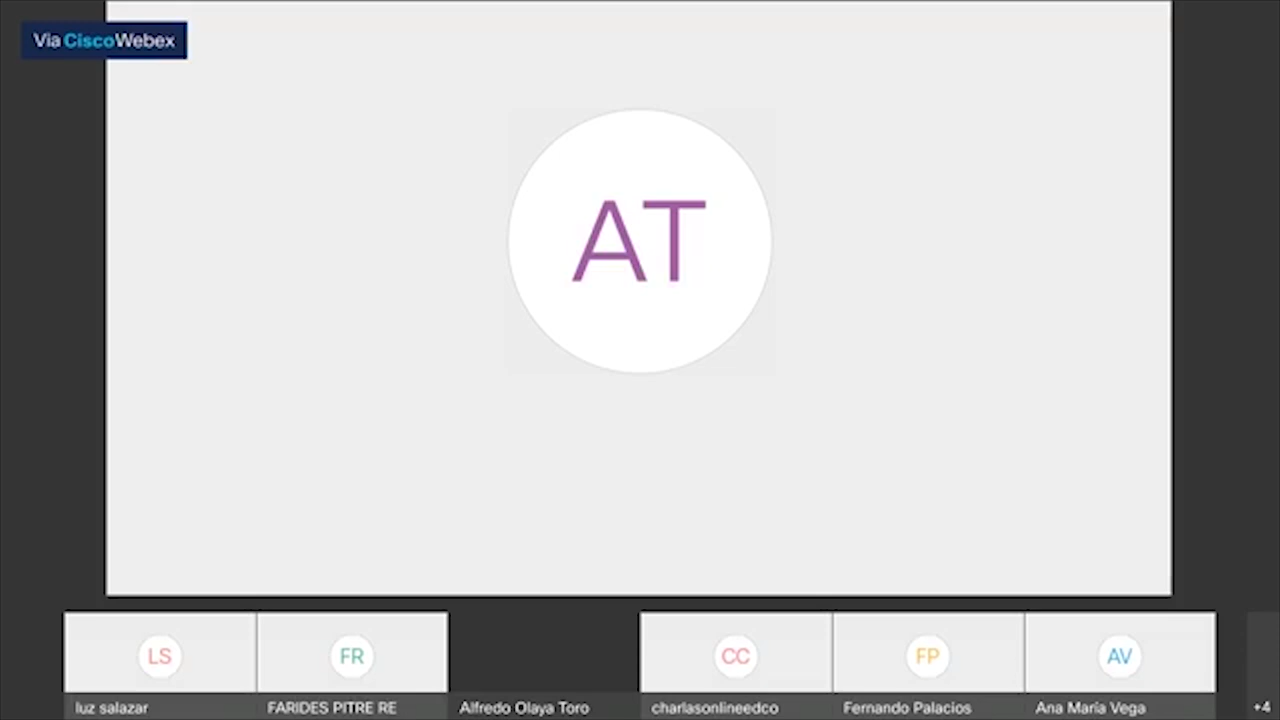 Via CiscoWebex
AT
LS
FR
CC
FP
AV
luz salazar
FARIDES PITRE RE
Alfredo Olaya Toro
charlasonlineedco
Fernando Palacios
Ana María Vega
+4